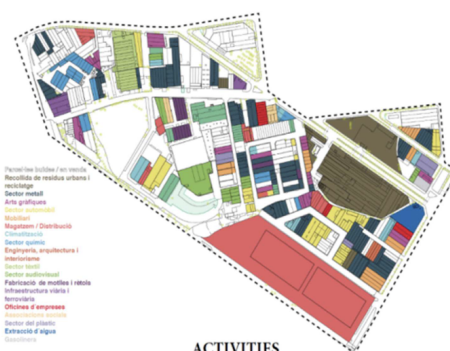 Parcel·les buides / en venda
Recollida de residus urbans i
reciclatge
Sector metall
Arts gràfiques
Sector automòbil
Mobiliari
Magatzem / Distribució
Climatització
Sector químic
Enginyeria, arquitectura i
interiorisme
Sector tèxtil
Sector audiovisual
Fabricació de motlles i rètols
Infraestructura viària i
ferroviària
Oficines d'empreses
Associacions socials
Sector del plàstic
Extracció d'aigua
Gasolinera
ACTIVITIES